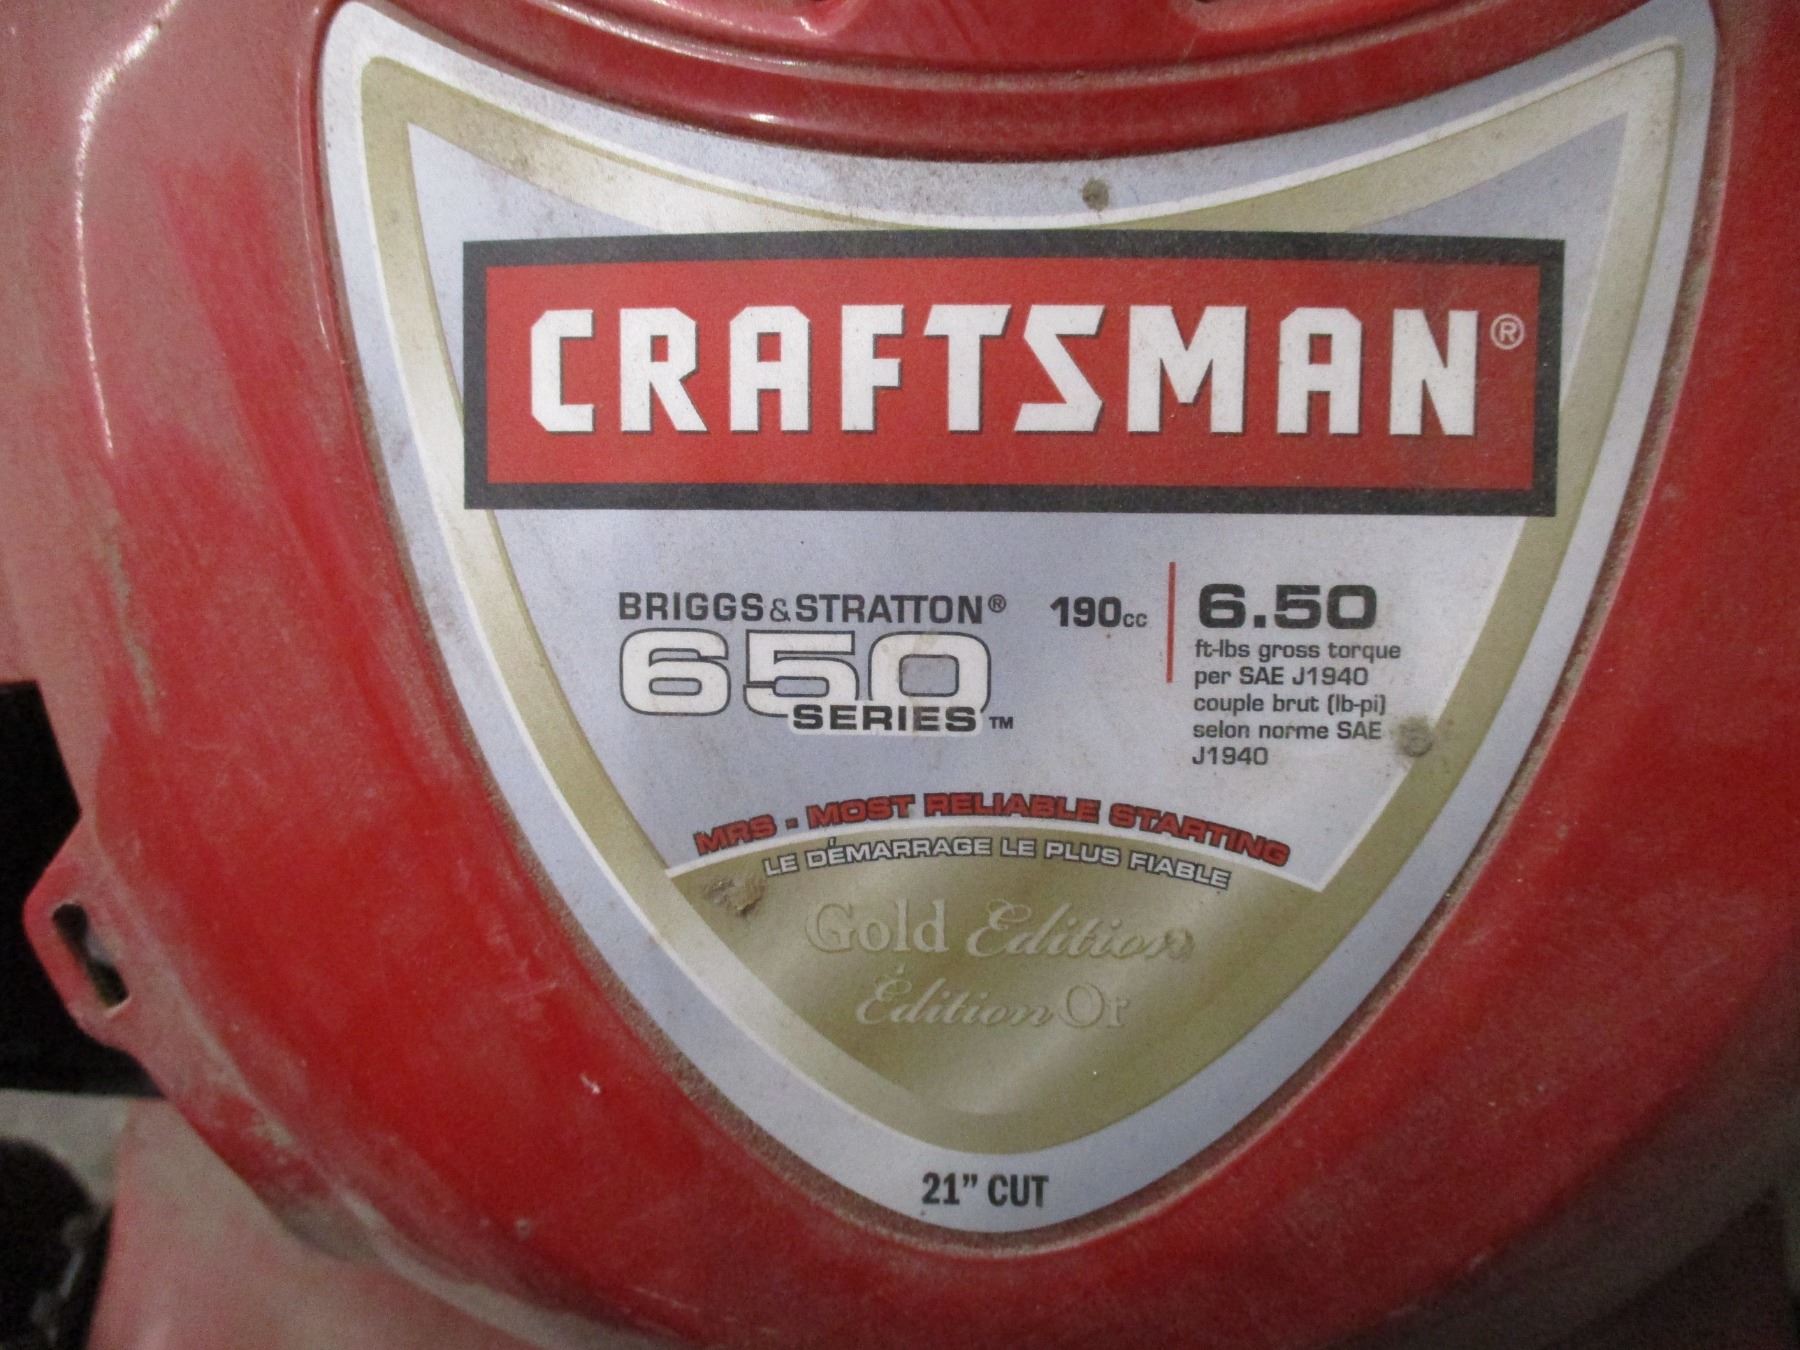 CRAFTSMAN®
BRIGGS & STRATTON®
650
SERIES™
190cc
6.50
ft-lbs gross torque
per SAE J1940
couple brut (lb-pi)
selon norme SAE
J1940
MRS - MOST RELIABLE STARTING
LE DÉMARRAGE LE PLUS FIABLE
Gold Edition
Édition Or
21" CUT